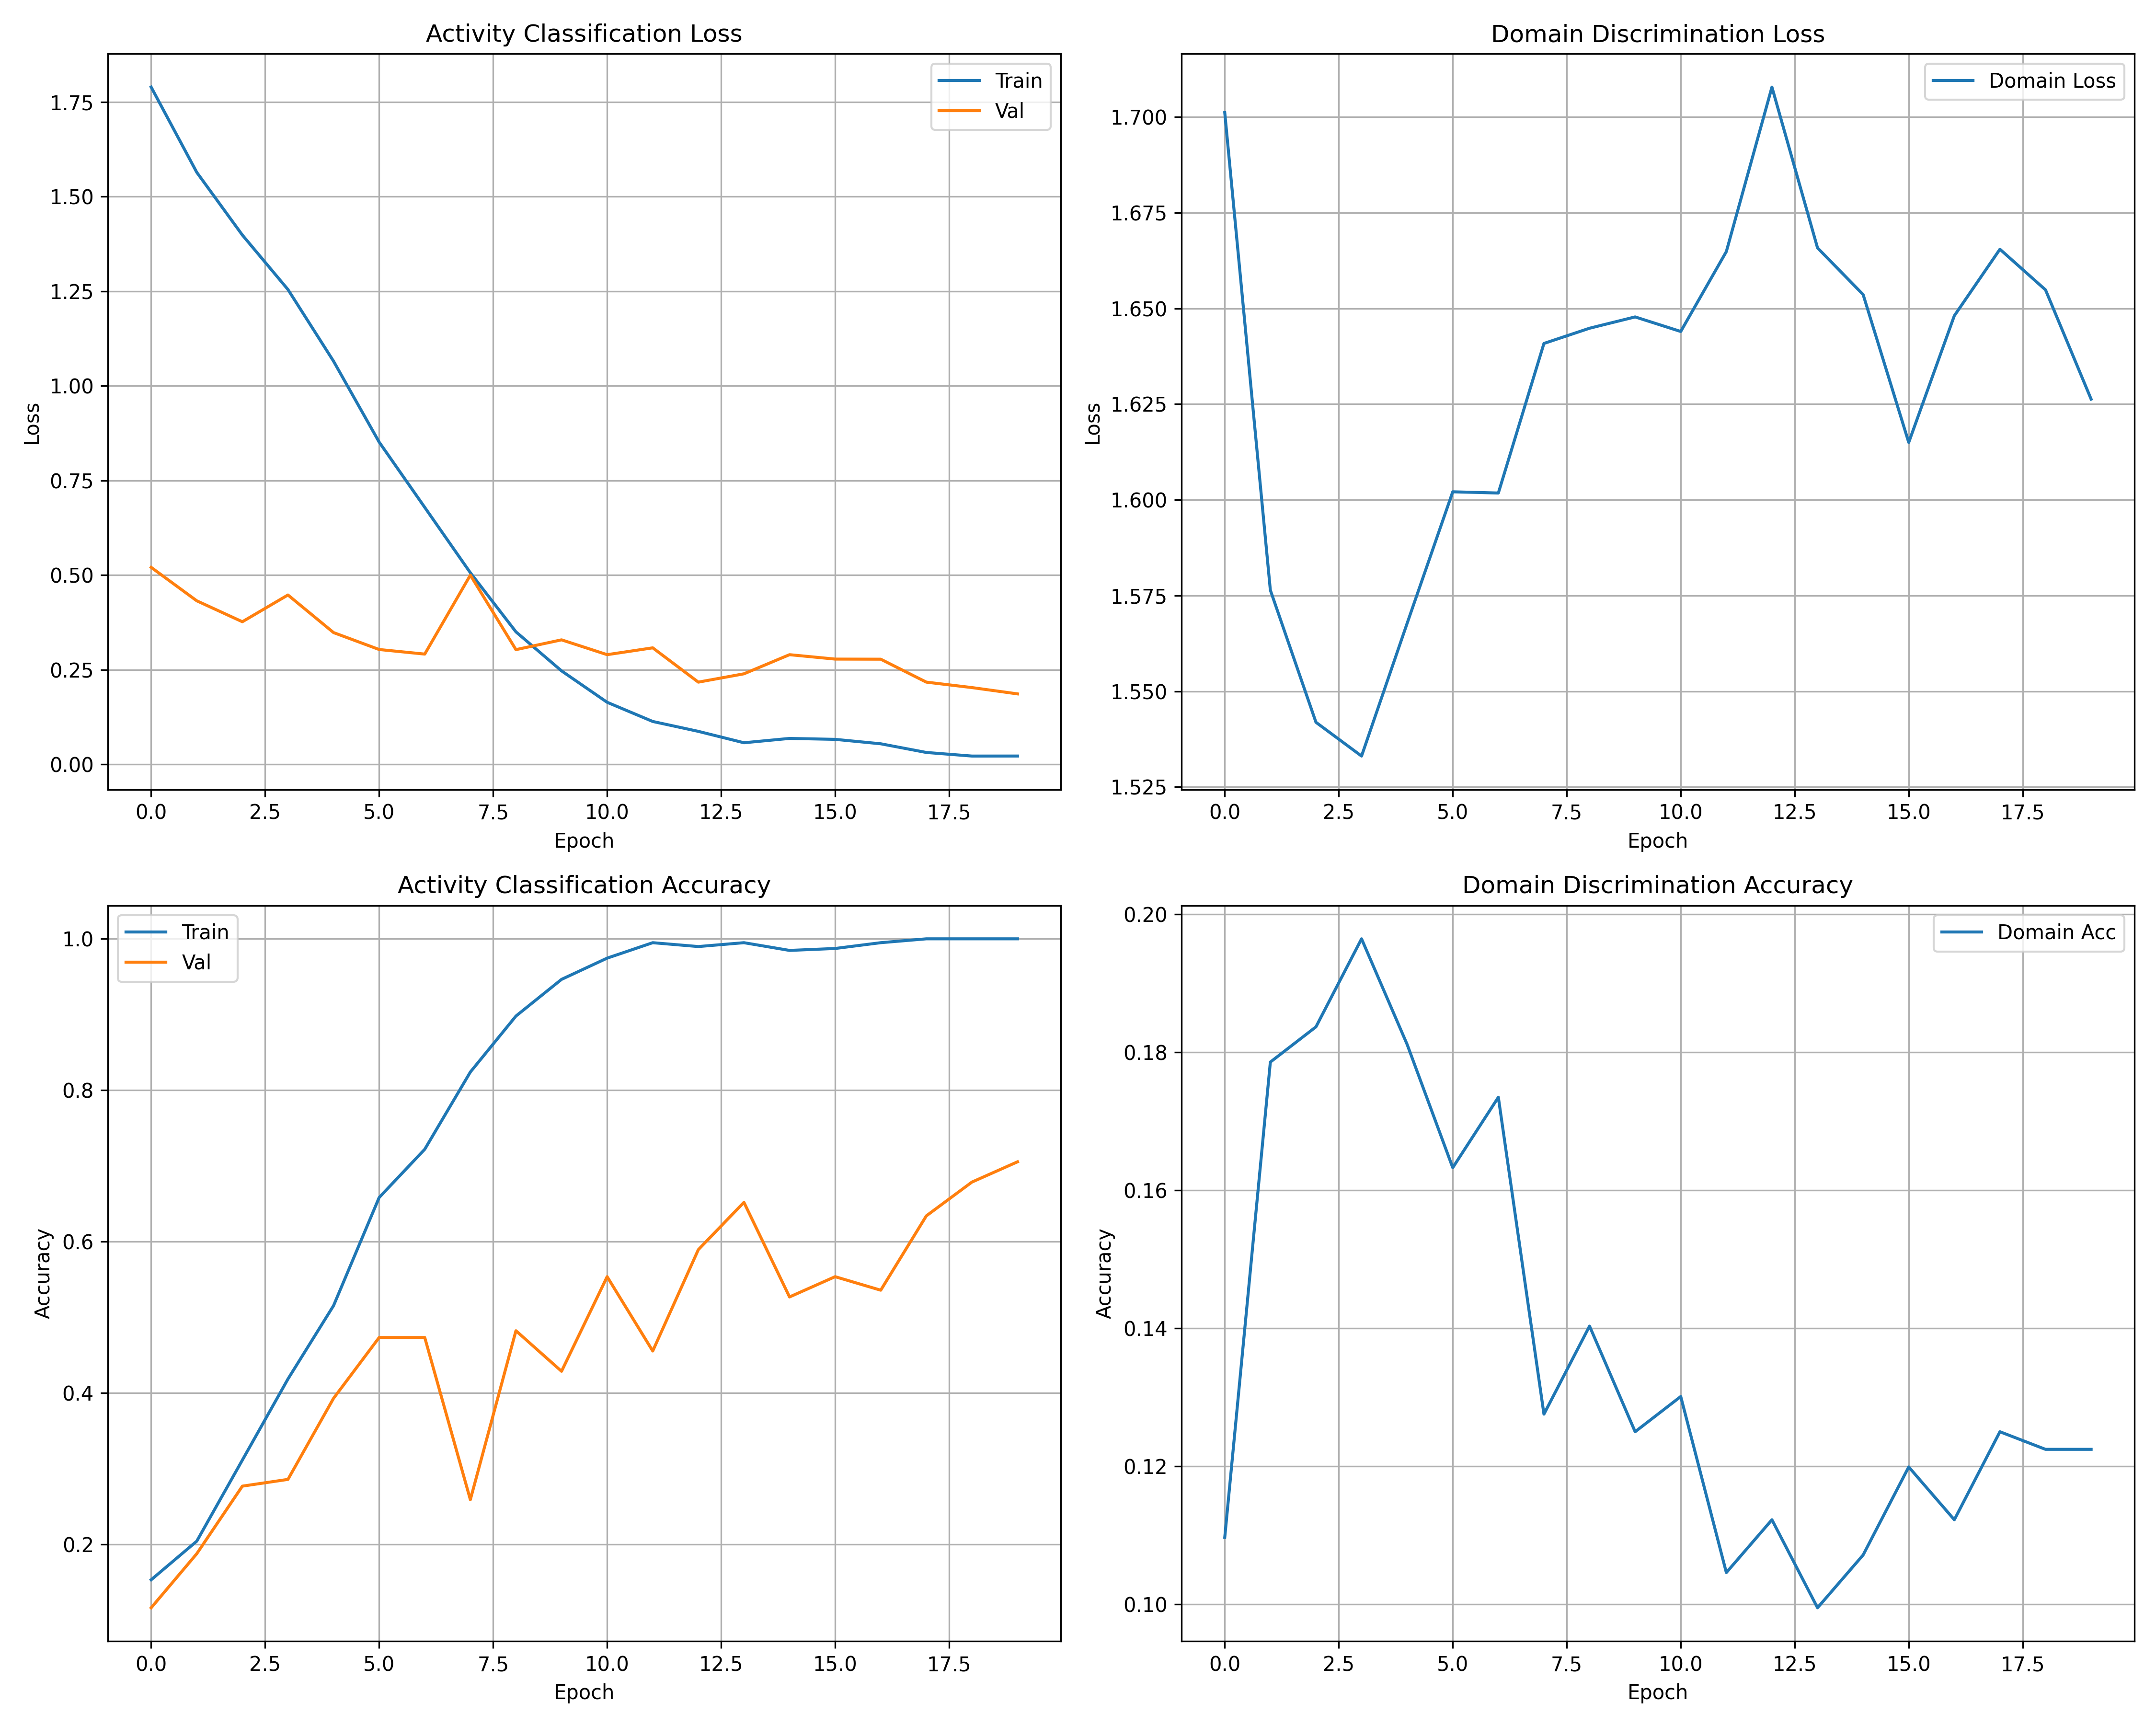 Activity Classification Loss
Train
Val
1.75
1.50
1.25
1.00
0.75
0.50
0.25
0.00
Loss
0.0 2.5 5.0 7.5 10.0 12.5 15.0 17.5
Epoch
Domain Discrimination Loss
Domain Loss
1.700
1.675
1.650
1.625
1.600
1.575
1.550
1.525
Loss
0.0 2.5 5.0 7.5 10.0 12.5 15.0 17.5
Epoch
Activity Classification Accuracy
Train
Val
1.0
0.8
0.6
0.4
0.2
Accuracy
0.0 2.5 5.0 7.5 10.0 12.5 15.0 17.5
Epoch
Domain Discrimination Accuracy
Domain Acc
0.20
0.18
0.16
0.14
0.12
0.10
Accuracy
0.0 2.5 5.0 7.5 10.0 12.5 15.0 17.5
Epoch